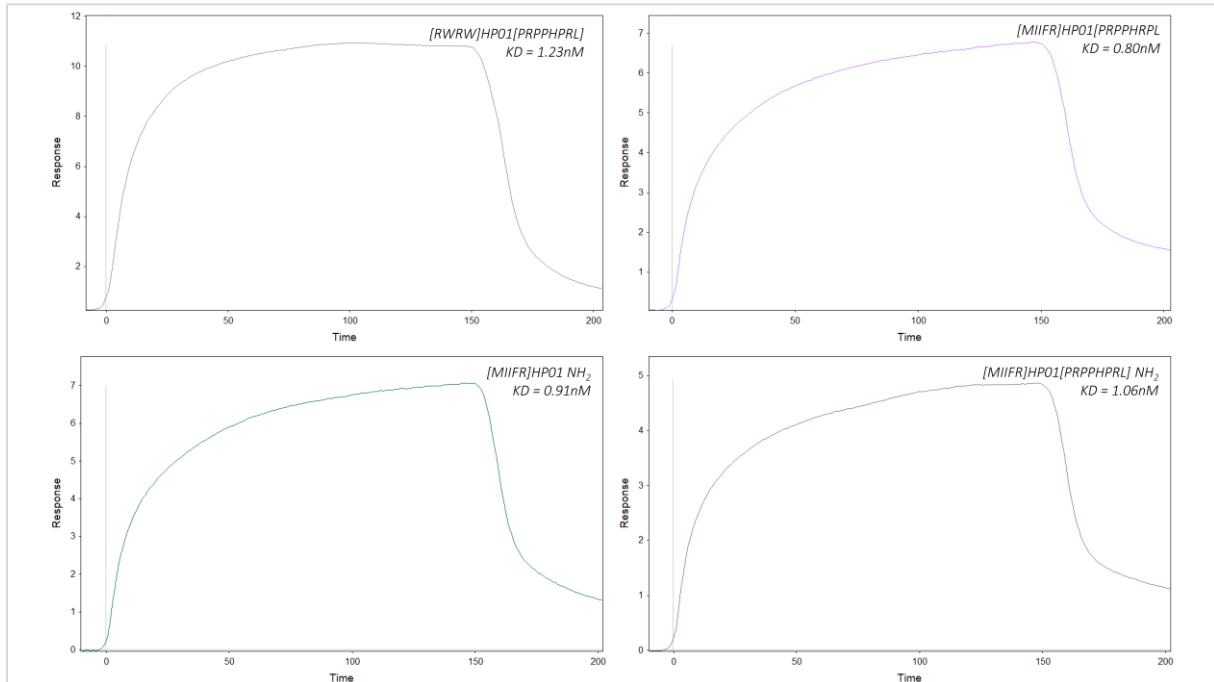 [RWRW]HP01[PRPPHPRL]
KD = 1.23nM
12
10
8
6
4
2
Response
0
50
100
150
200
Time
[MIIFR]HP01[PRPPHRPL
KD = 0.80nM
7
6
5
4
3
2
1
Response
0
50
100
150
200
Time
[MIIFR]HP01 NH2
KD = 0.91nM
7
6
5
4
3
2
1
0
Response
0
50
100
150
200
Time
[MIIFR]HP01[PRPPHPRL] NH2
KD = 1.06nM
5
4
3
2
1
0
Response
0
50
100
150
200
Time